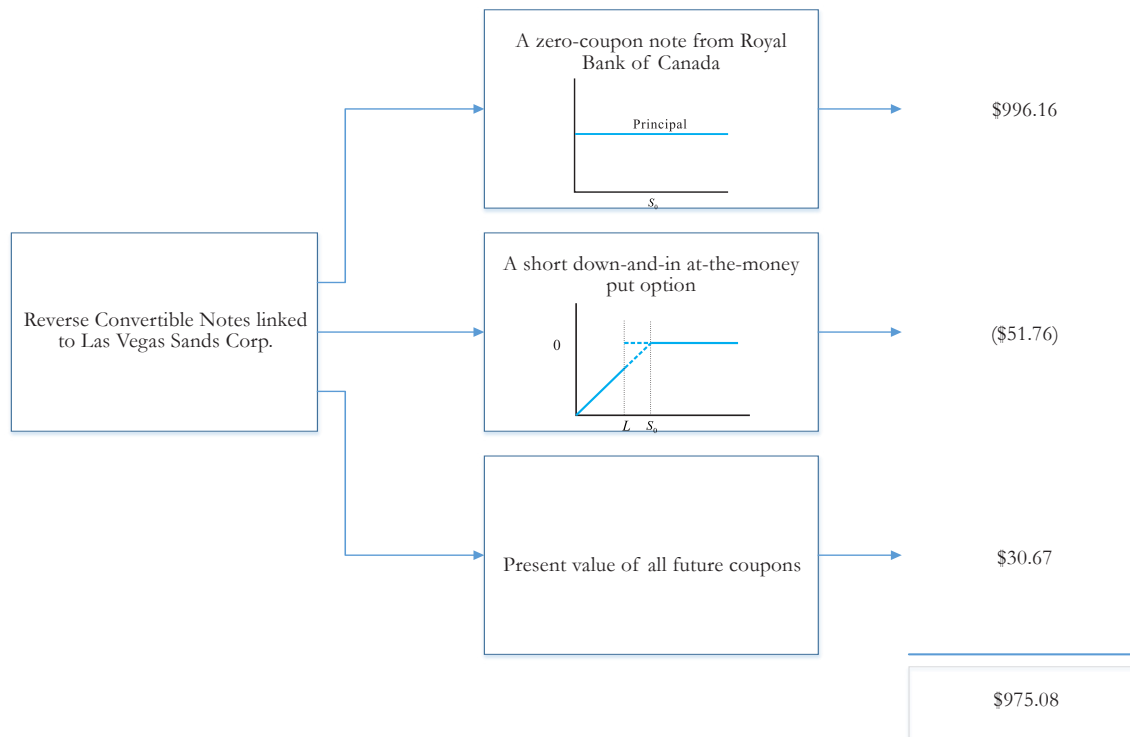 A zero-coupon note from Royal
Bank of Canada
Principal
S₀
$996.16
Reverse Convertible Notes linked
to Las Vegas Sands Corp.
A short down-and-in at-the-money
put option
0
L
S₀
($51.76)
Present value of all future coupons
$30.67
$975.08